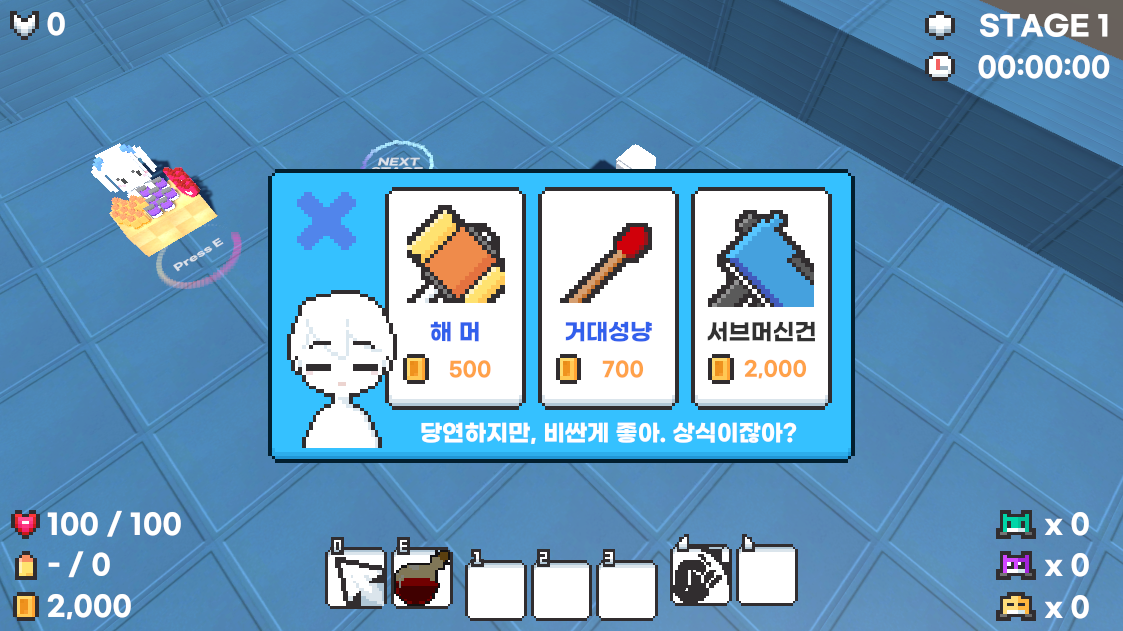 0
STAGE 1
00:00:00
NEXT
Press E
해 머
거대성냥
서브머신건
500
700
2,000
당연하지만, 비싼게 좋아. 상식이잖아?
100 / 100
- / 0
2,000
E
1
2
3
x 0
x 0
x 0